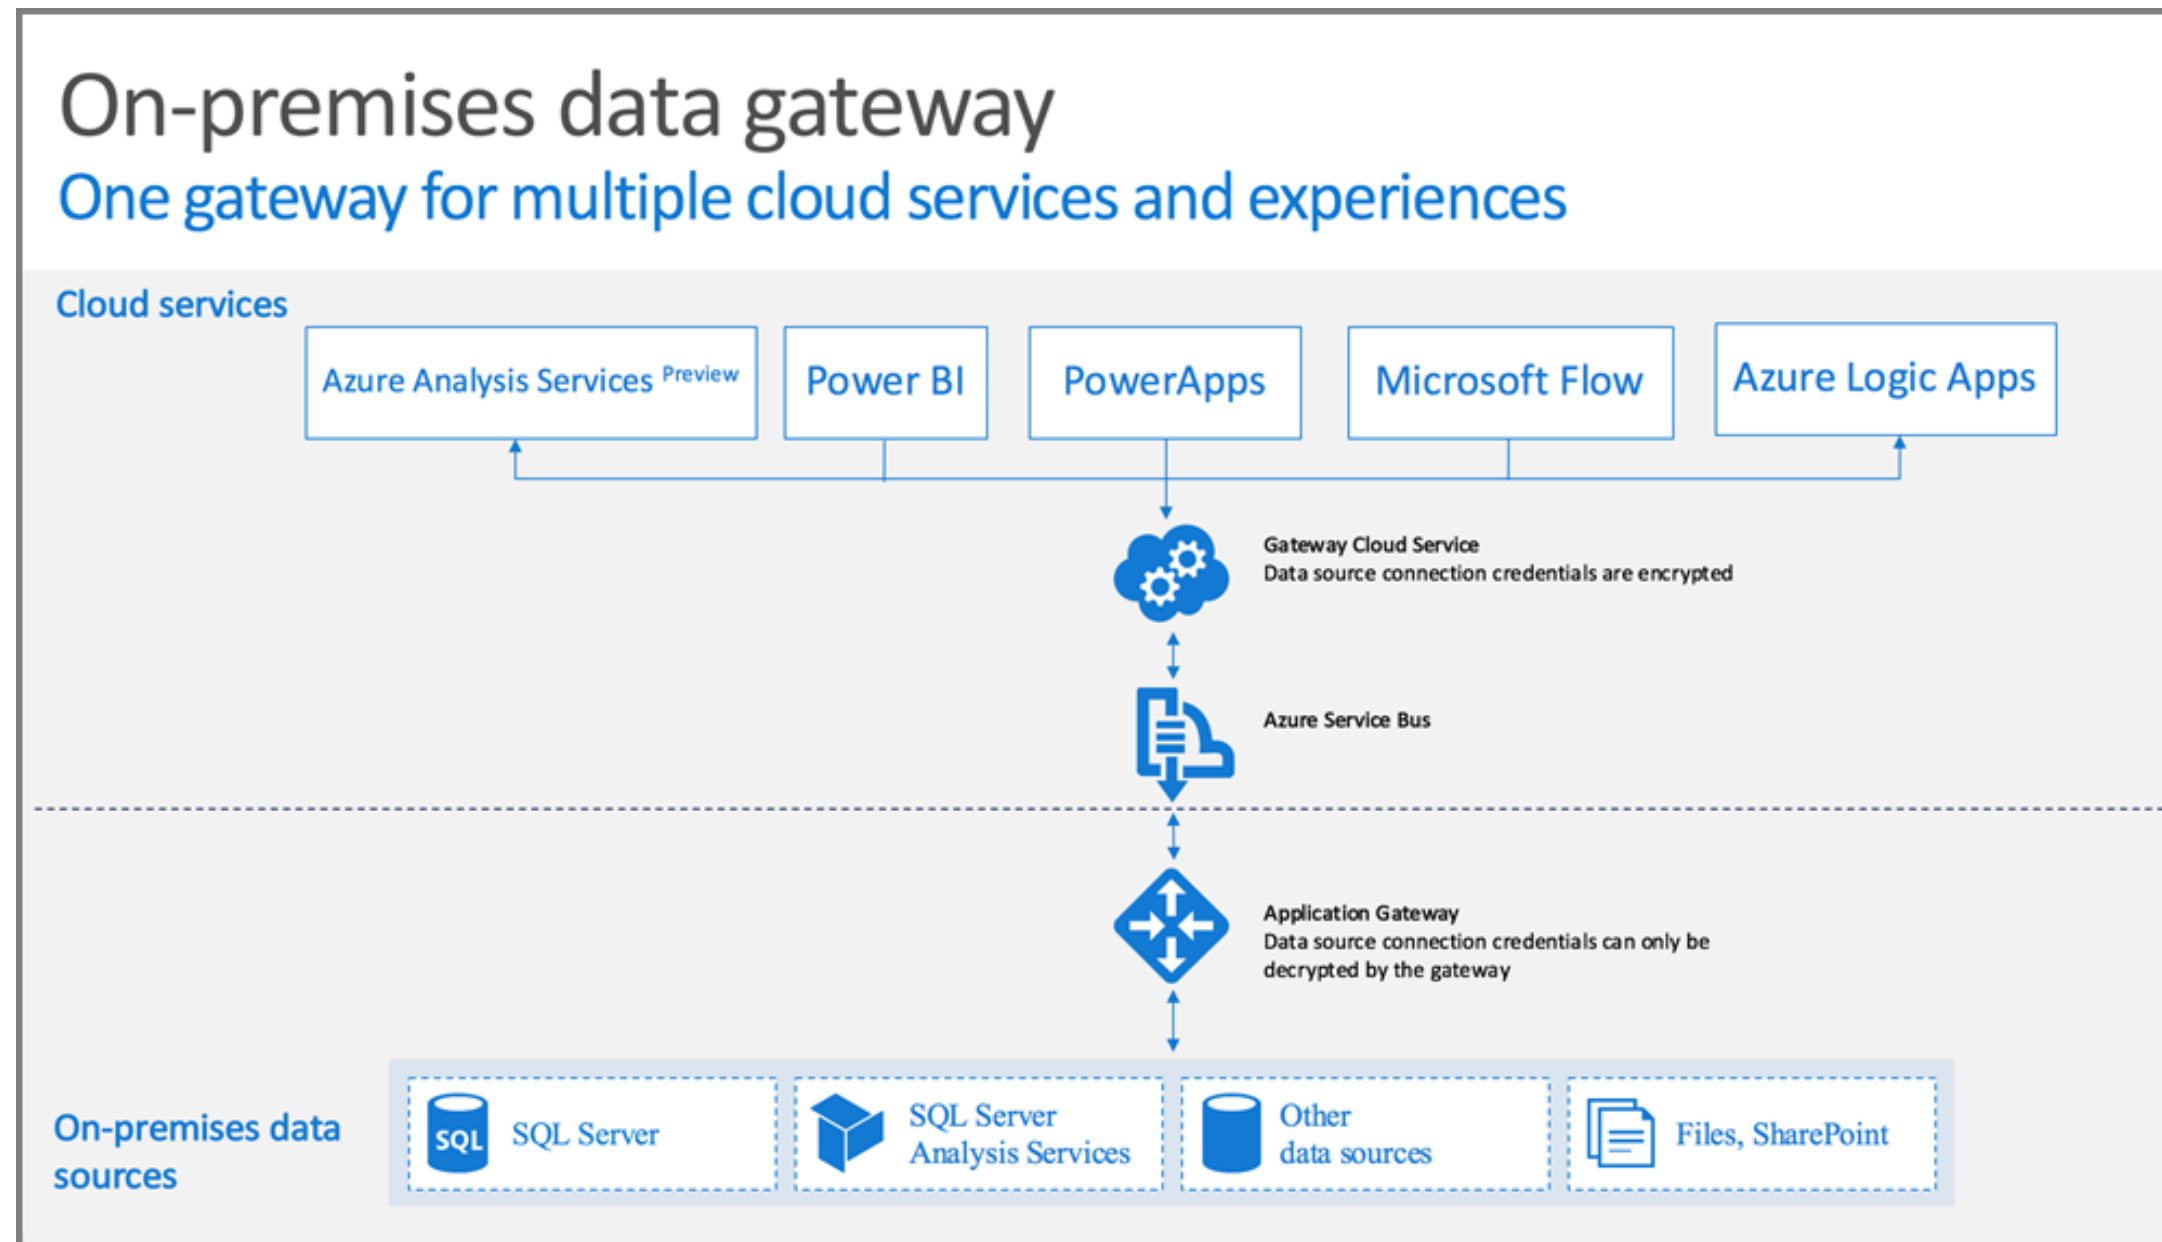 On-premises data gateway
One gateway for multiple cloud services and experiences
Cloud services
Azure Analysis Services Preview
Power BI
PowerApps
Microsoft Flow
Azure Logic Apps
Gateway Cloud Service
Data source connection credentials are encrypted
Azure Service Bus
Application Gateway
Data source connection credentials can only be
decrypted by the gateway
On-premises data
sources
SQL
SQL Server
SQL Server
Analysis Services
Other
data sources
Files, SharePoint